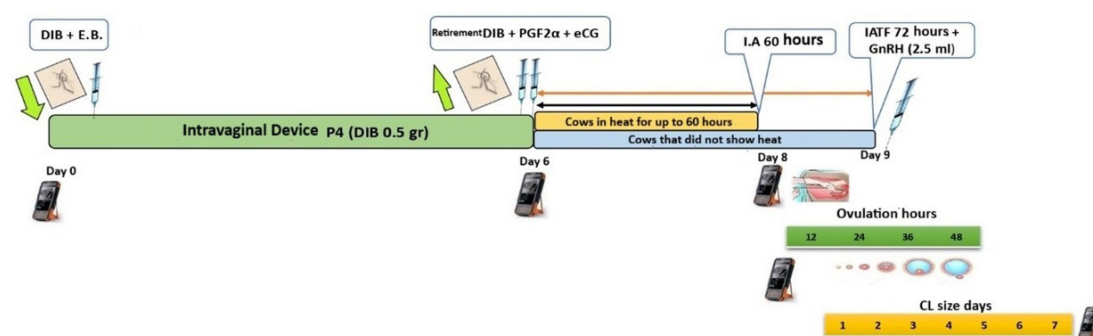 DIB + E.B.
Retirement DIB + PGF2α + eCG
I.A 60 hours
IATF 72 hours +
GnRH (2.5 ml)
Intravaginal Device P4 (DIB 0.5 gr)
Cows in heat for up to 60 hours
Cows that did not show heat
Day 0
Day 6
Day 8
Day 9
Ovulation hours
12 24 36 48
CL size days
1 2 3 4 5 6 7